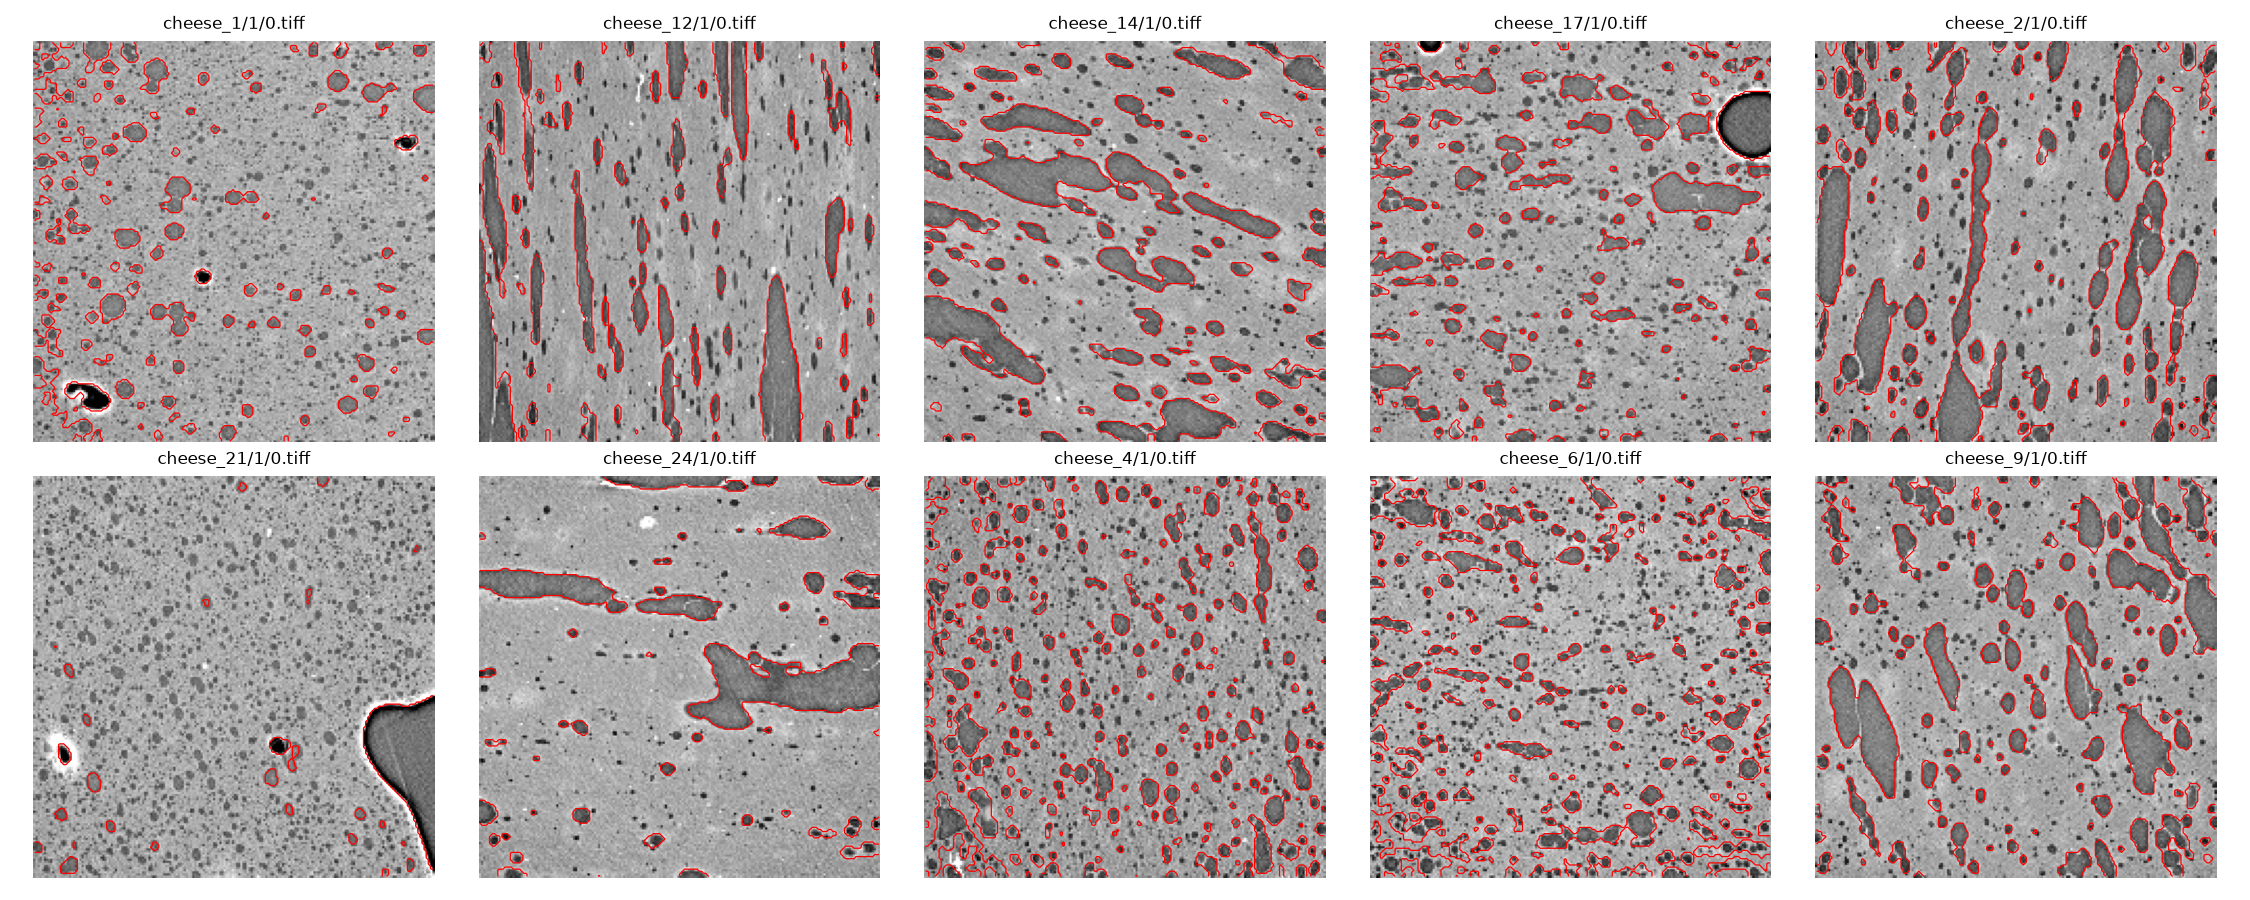 cheese_1/1/0.tiff
cheese_12/1/0.tiff
cheese_14/1/0.tiff
cheese_17/1/0.tiff
cheese_2/1/0.tiff
cheese_21/1/0.tiff
cheese_24/1/0.tiff
cheese_4/1/0.tiff
cheese_6/1/0.tiff
cheese_9/1/0.tiff